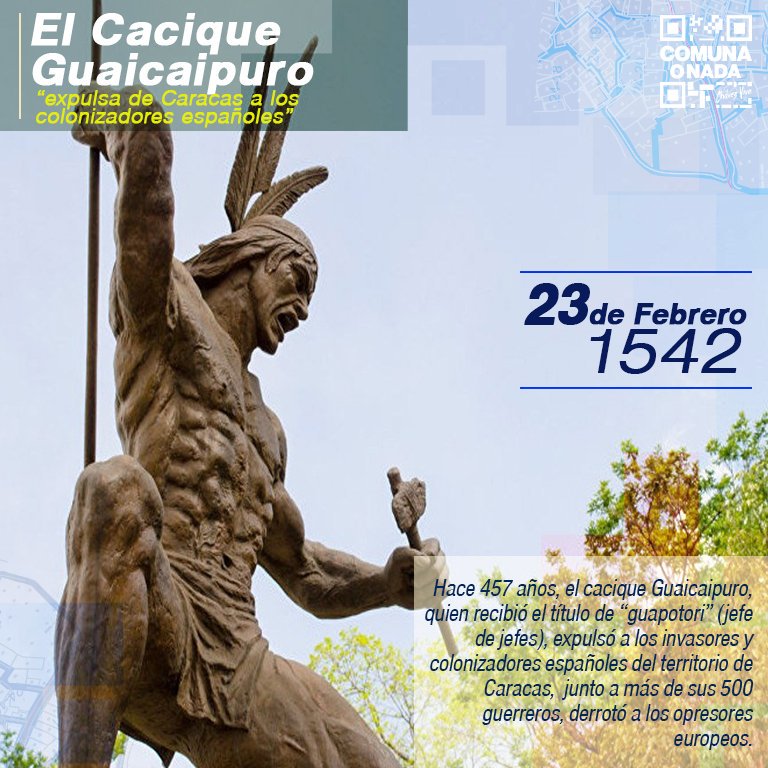 El Cacique
Guaicaipuro
“expulsa de Caracas a los
colonizadores españoles”
COMUNA
O NADA
23 de Febrero
1542
Hace 457 años, el cacique Guaicaipuro,
quien recibió el título de “guapotori” (jefe
de jefes), expulsó a los invasores y
colonizadores españoles del territorio de
Caracas, junto a más de sus 500
guerreros, derrotó a los opresores
europeos.